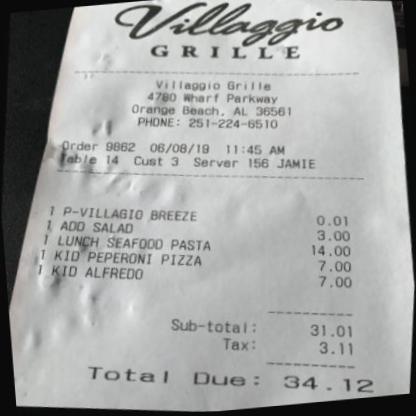 Villaggio
GRILLE
Villaggio Grille
4780 Wharf Parkway
Orange Beach, AL 36561
PHONE: 251-224-6510
Order 9862 06/08/19 11:45 AM
Table 14 Cust 3 Server 156 JAMIE
1 P-VILLAGIO BREEZE 0.01
1 ADD SALAD 3.00
1 LUNCH SEAFOOD PASTA 14.00
1 KID PEPERONI PIZZA 7.00
1 KID ALFREDO 7.00
Sub-total: 31.01
Tax: 3.11
Total Due: 34.12